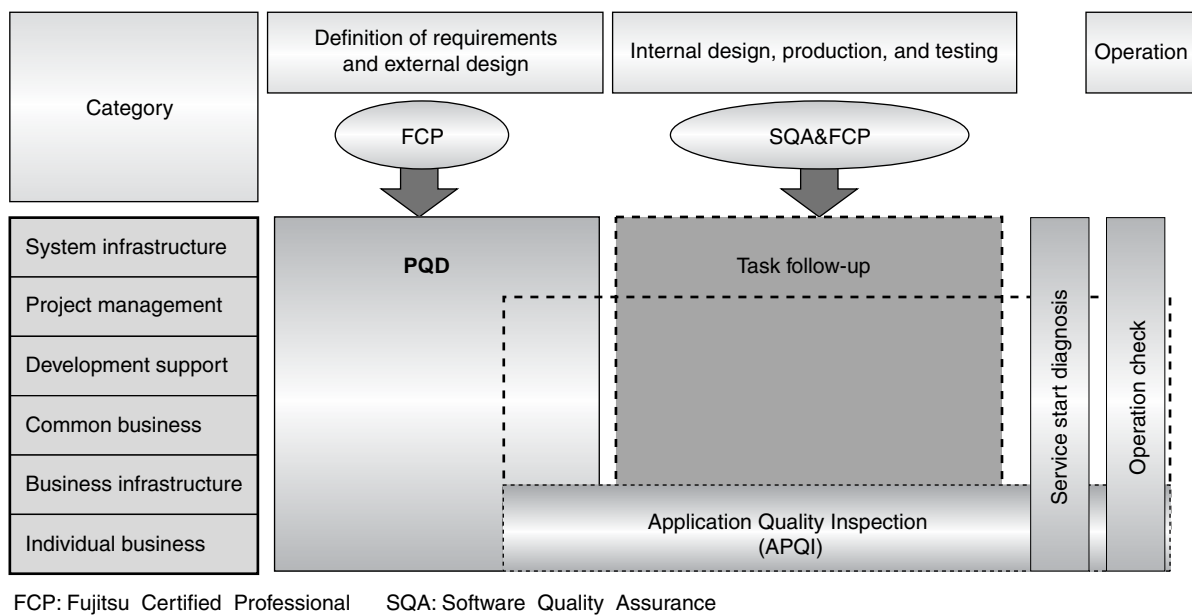 Category
Definition of requirements
and external design
Internal design, production, and testing
Operation
FCP
SQA&FCP
System infrastructure
Project management
Development support
Common business
Business infrastructure
Individual business
PQD
Task follow-up
Service start diagnosis
Operation check
Application Quality Inspection
(APQI)
FCP: Fujitsu Certified Professional SQA: Software Quality Assurance